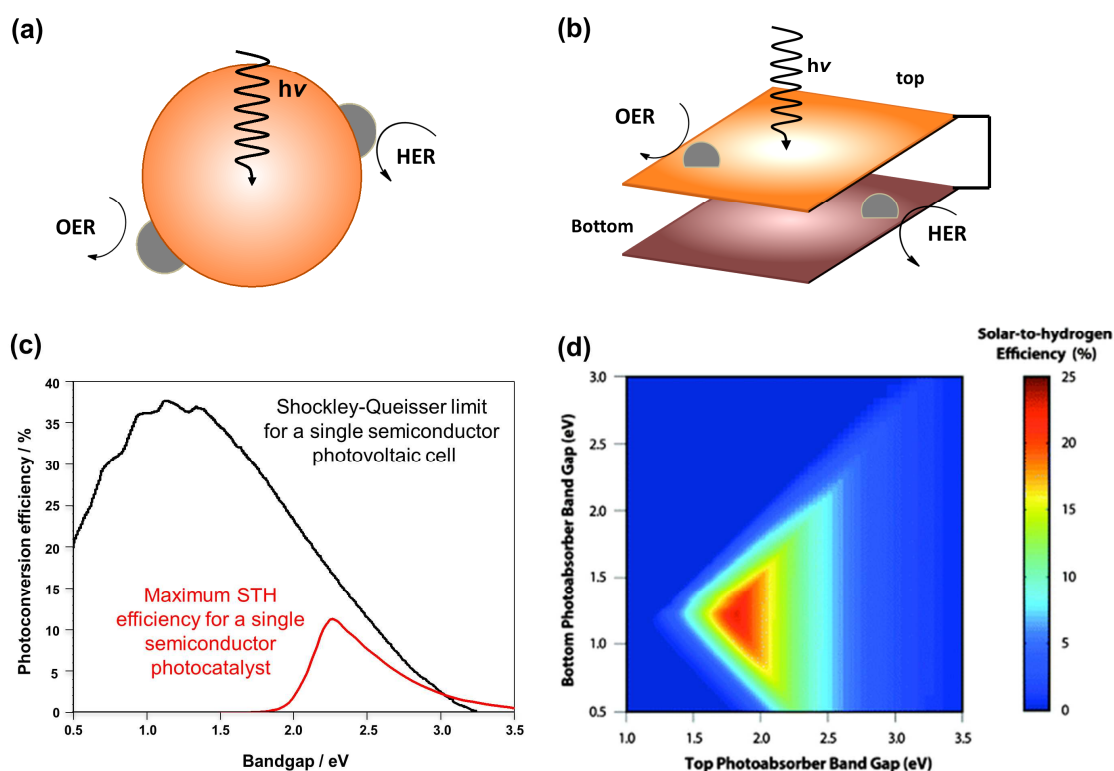 (a)
hν
HER
OER
(b)
hν
top
OER
Bottom
HER
(c)
40
35
30
25
20
15
10
5
0
Photoconversion efficiency / %
Shockley-Queisser limit
for a single semiconductor
photovoltaic cell
Maximum STH
efficiency for a single
semiconductor
photocatalyst
0.5 1.0 1.5 2.0 2.5 3.0 3.5
Bandgap / eV
(d)
Solar-to-hydrogen
Efficiency (%)
3.0
2.5
2.0
1.5
1.0
0.5
Bottom Photoabsorber Band Gap (eV)
1.0 1.5 2.0 2.5 3.0 3.5
Top Photoabsorber Band Gap (eV)
25
20
15
10
5
0